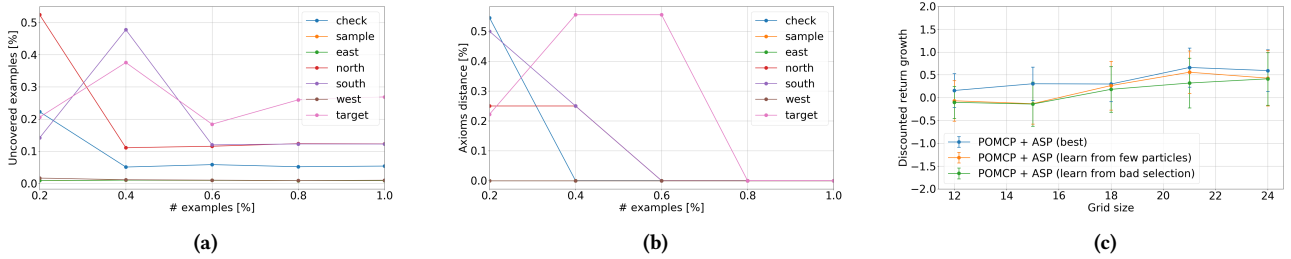 Uncovered examples [%]
0.5
0.4
0.3
0.2
0.1
0.0
0.2 0.4 0.6 0.8 1.0
# examples [%]
check
sample
east
north
south
west
target
(a)
Axioms distance [%]
0.5
0.4
0.3
0.2
0.1
0.0
0.2 0.4 0.6 0.8 1.0
# examples [%]
check
sample
east
north
south
west
target
(b)
Discounted return growth
2.0
1.5
1.0
0.5
0.0
−0.5
−1.0
−1.5
−2.0
12 14 16 18 20 22 24
Grid size
POMCP + ASP (best)
POMCP + ASP (learn from few particles)
POMCP + ASP (learn from bad selection)
(c)